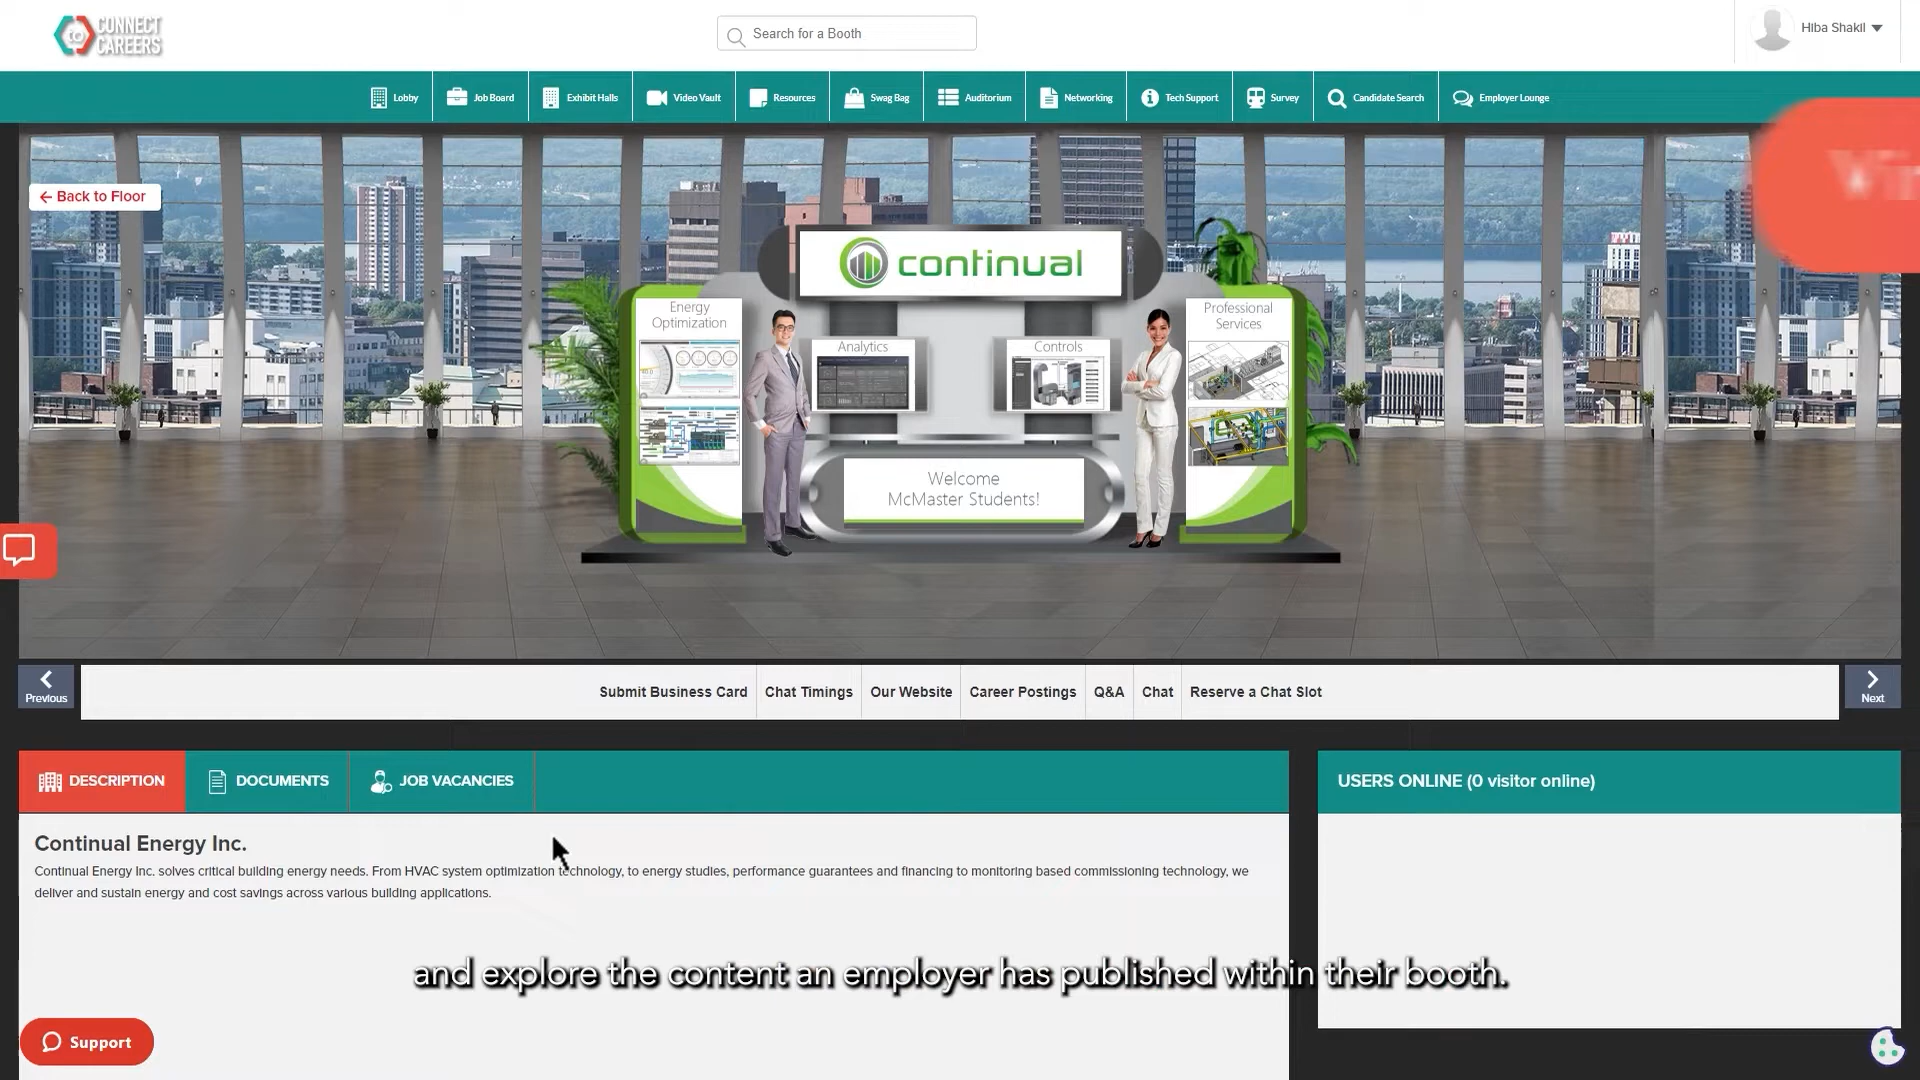 CONNECT
to
CAREERS
Search for a Booth
Hiba Shakil
Lobby
Job Board
Exhibit Halls
Video Vault
Resources
Swag Bag
Auditorium
Networking
Tech Support
Survey
Candidate Search
Employer Lounge
Back to Floor
continual
Energy
Optimization
Analytics
Controls
Professional
Services
Welcome
McMaster Students!
Previous
Submit Business Card
Chat Timings
Our Website
Career Postings
Q&A
Chat
Reserve a Chat Slot
Next
DESCRIPTION
DOCUMENTS
JOB VACANCIES
USERS ONLINE (0 visitor online)
Continual Energy Inc.
Continual Energy Inc. solves critical building energy needs. From HVAC system optimization technology, to energy studies, performance guarantees and financing to monitoring based commissioning technology, we
deliver and sustain energy and cost savings across various building applications.
and explore the content an employer has published within their booth.
Support